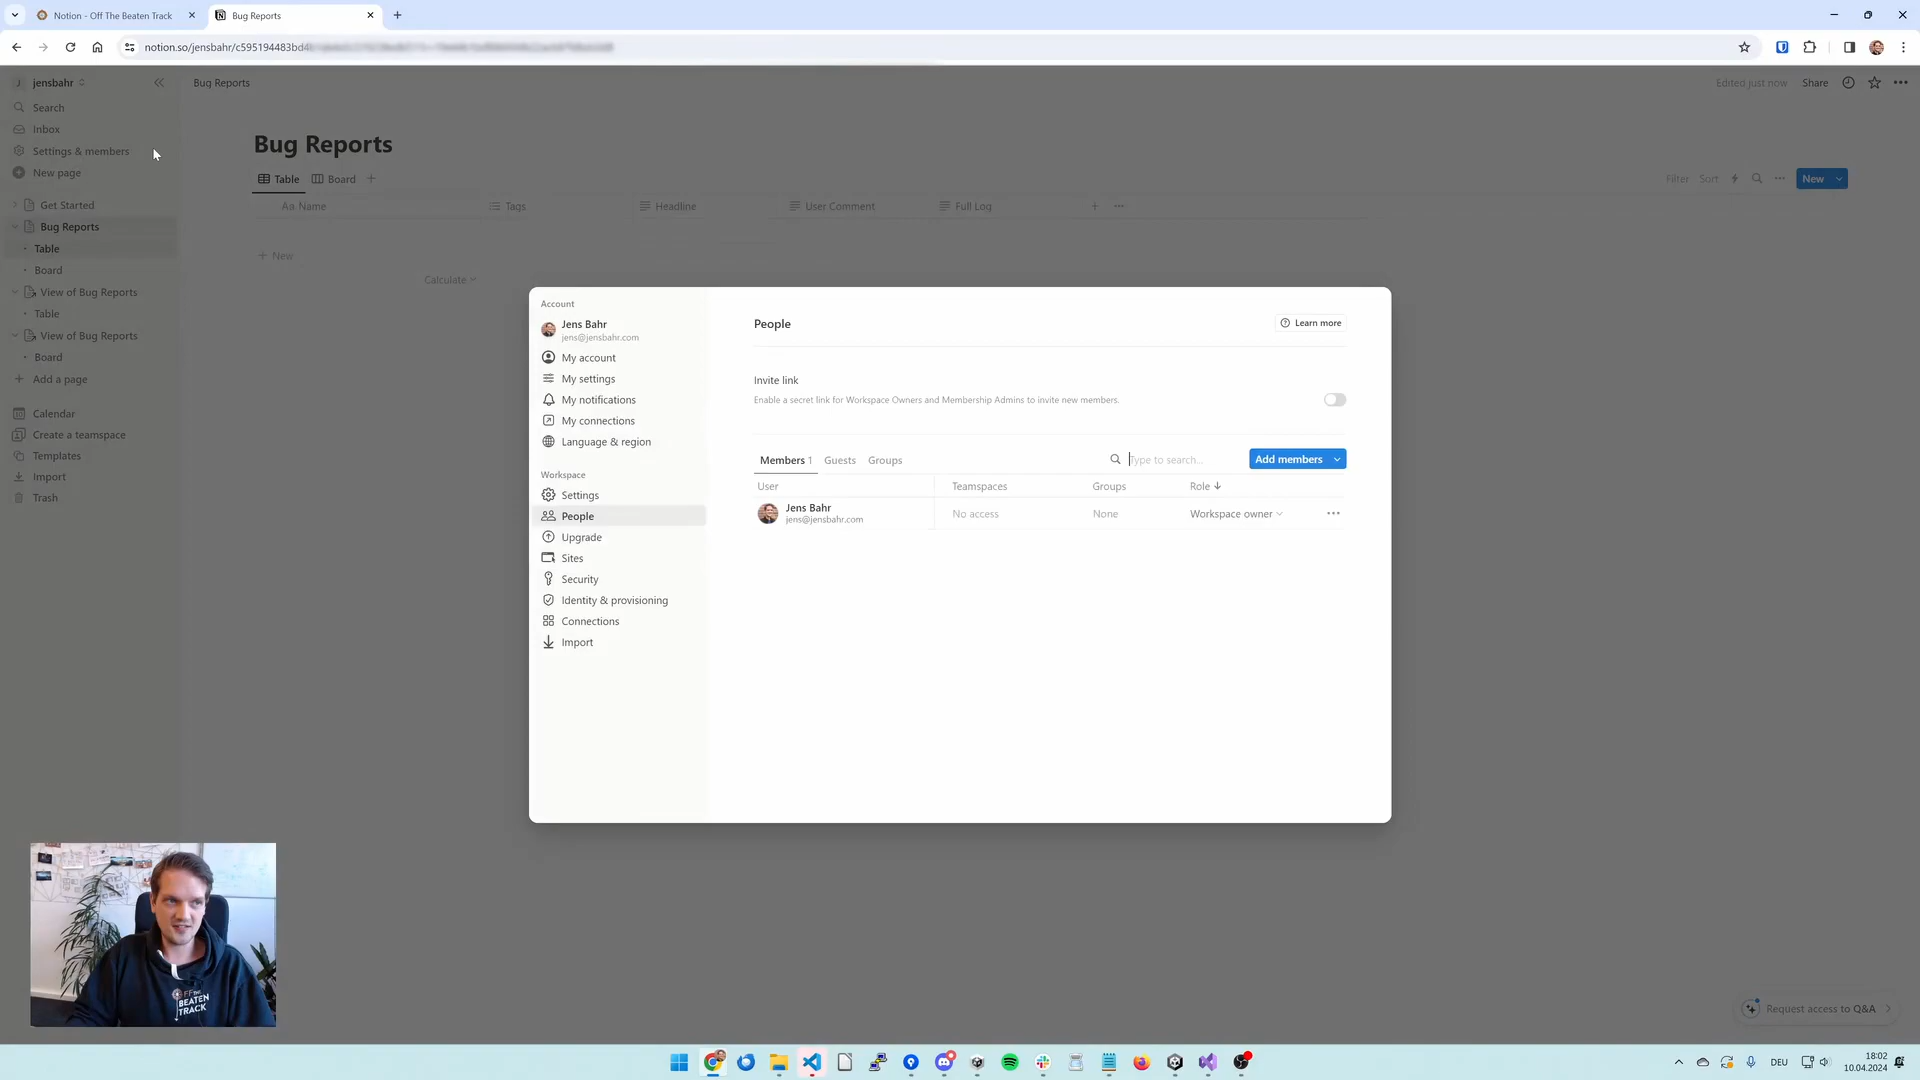 Notion - Off The Beaten Track
Bug Reports
notion.so/jensbahr/c595194483bd4
jensbahr
Bug Reports
Edited just now
Share
Search
Inbox
Settings & members
New page
Get Started
Bug Reports
Table
Board
View of Bug Reports
Table
View of Bug Reports
Board
Add a page
Calendar
Create a teamspace
Templates
Import
Trash
Bug Reports
Table
Board
Filter
Sort
New
Aa Name
Tags
Headline
User Comment
Full Log
New
Calculate
Account
Jens Bahr
jens@jensbahr.com
My account
My settings
My notifications
My connections
Language & region
Workspace
Settings
People
Upgrade
Sites
Security
Identity & provisioning
Connections
Import
People
Learn more
Invite link
Enable a secret link for Workspace Owners and Membership Admins to invite new members.
Members 1
Guests
Groups
Type to search...
Add members
User
Teamspaces
Groups
Role
Jens Bahr
jens@jensbahr.com
No access
None
Workspace owner
OFF THE
BEATEN
TRACK
Request access to Q&A
DEU
18:02
10.04.2024